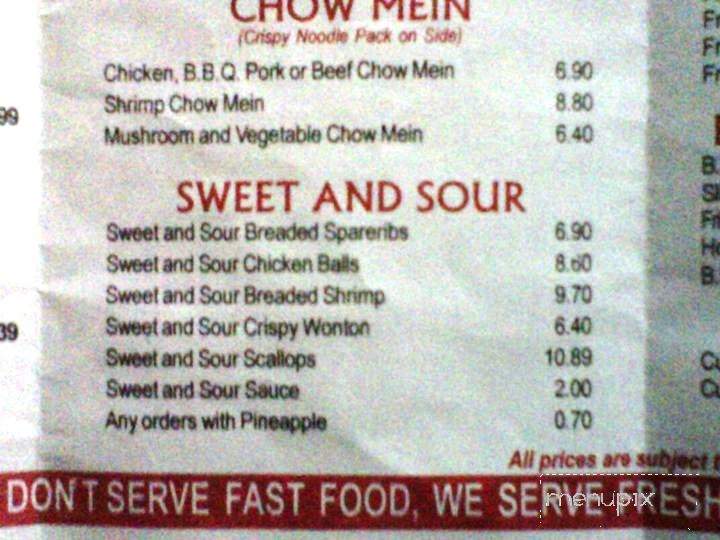 CHOW MEIN
(Crispy Noodle Pack on Side)
Chicken, B.B.Q. Pork or Beef Chow Mein 6.90
Shrimp Chow Mein 8.80
Mushroom and Vegetable Chow Mein 6.40
SWEET AND SOUR
Sweet and Sour Breaded Spareribs 6.90
Sweet and Sour Chicken Balls 8.60
Sweet and Sour Breaded Shrimp 9.70
Sweet and Sour Crispy Wonton 6.40
Sweet and Sour Scallops 10.89
Sweet and Sour Sauce 2.00
Any orders with Pineapple 0.70
All prices are subject
DON'T SERVE FAST FOOD, WE SERVE FRESH
menupix